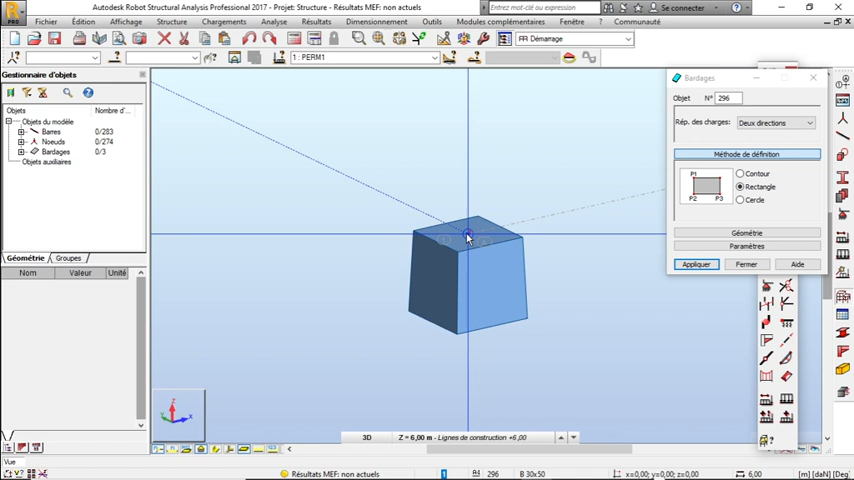 Autodesk Robot Structural Analysis Professional 2017 - Projet: Structure - Résultats MEF: non actuels
Entrez mot-clé ou expression
Se connecter
PRO
Fichier Édition Affichage Structure Chargements Analyse Résultats Dimensionnement Outils Modules complémentaires Fenêtre ? Communauté
Démarrage
1 : PERM1
Gestionnaire d'objets
Objets Nombre d'...
Objets du modèle
Barres 0/283
Noeuds 0/274
Bardages 0/3
Objets auxiliaires
Géométrie Groupes
Nom Valeur Unité
Bardages
Objet N° 296
Rép. des charges: Deux directions
Méthode de définition
P1
P2 P3
Contour
Rectangle
Cercle
Géométrie
Paramètres
Appliquer Fermer Aide
Z
Y X
3D Z = 6,00 m - Lignes de construction +6,00
Vue
Résultats MEF: non actuels 1 296 B 30x50 x=0,00; y=0,00; z=0,00 6,00 [m] [daN] [Deg]